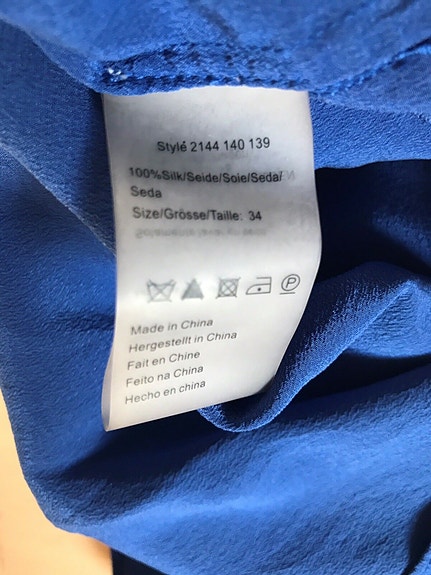 Style 2144 140 139
100%Silk/Seide/Soie/Seda/
Seda
Size/Grösse/Taille: 34
Made in China
Hergestellt in China
Fait en Chine
Feito na China
Hecho en china